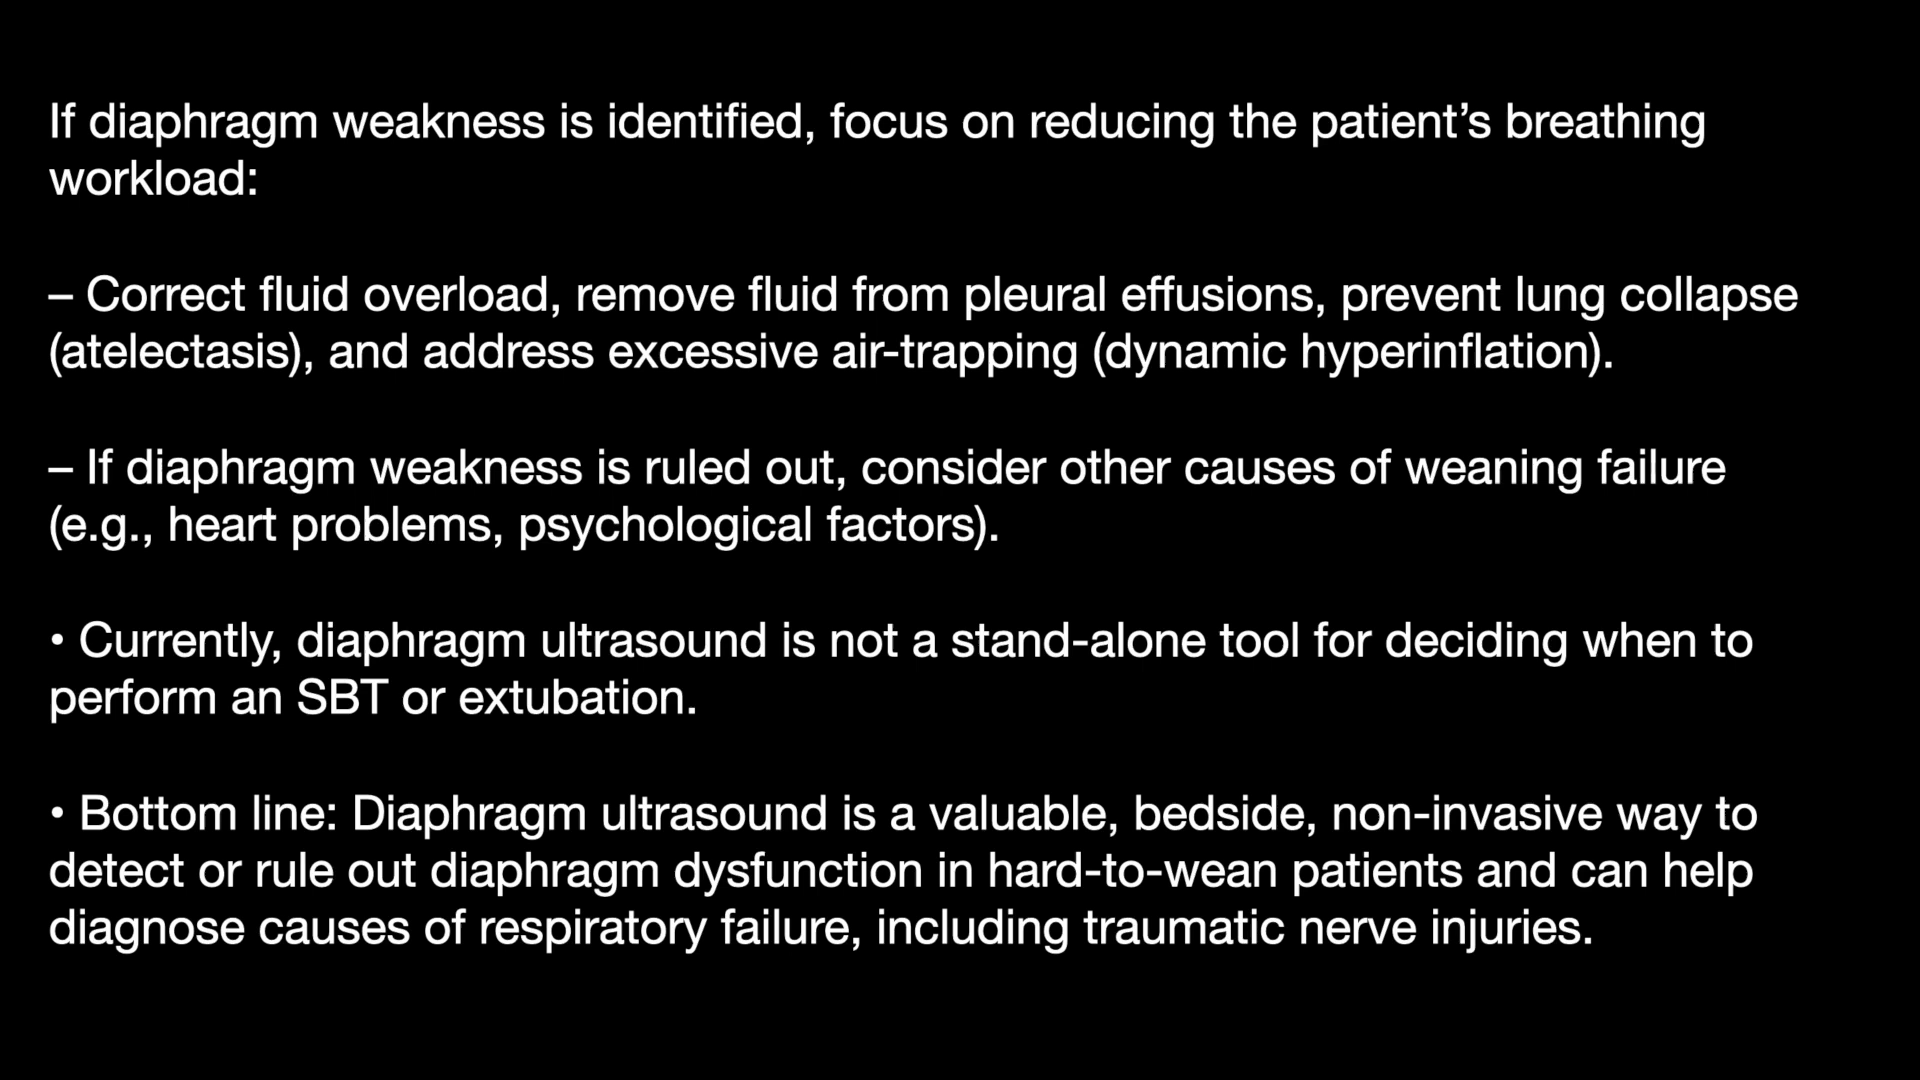 If diaphragm weakness is identified, focus on reducing the patient’s breathing
workload:
– Correct fluid overload, remove fluid from pleural effusions, prevent lung collapse
(atelectasis), and address excessive air-trapping (dynamic hyperinflation).
– If diaphragm weakness is ruled out, consider other causes of weaning failure
(e.g., heart problems, psychological factors).
• Currently, diaphragm ultrasound is not a stand-alone tool for deciding when to
perform an SBT or extubation.
• Bottom line: Diaphragm ultrasound is a valuable, bedside, non-invasive way to
detect or rule out diaphragm dysfunction in hard-to-wean patients and can help
diagnose causes of respiratory failure, including traumatic nerve injuries.